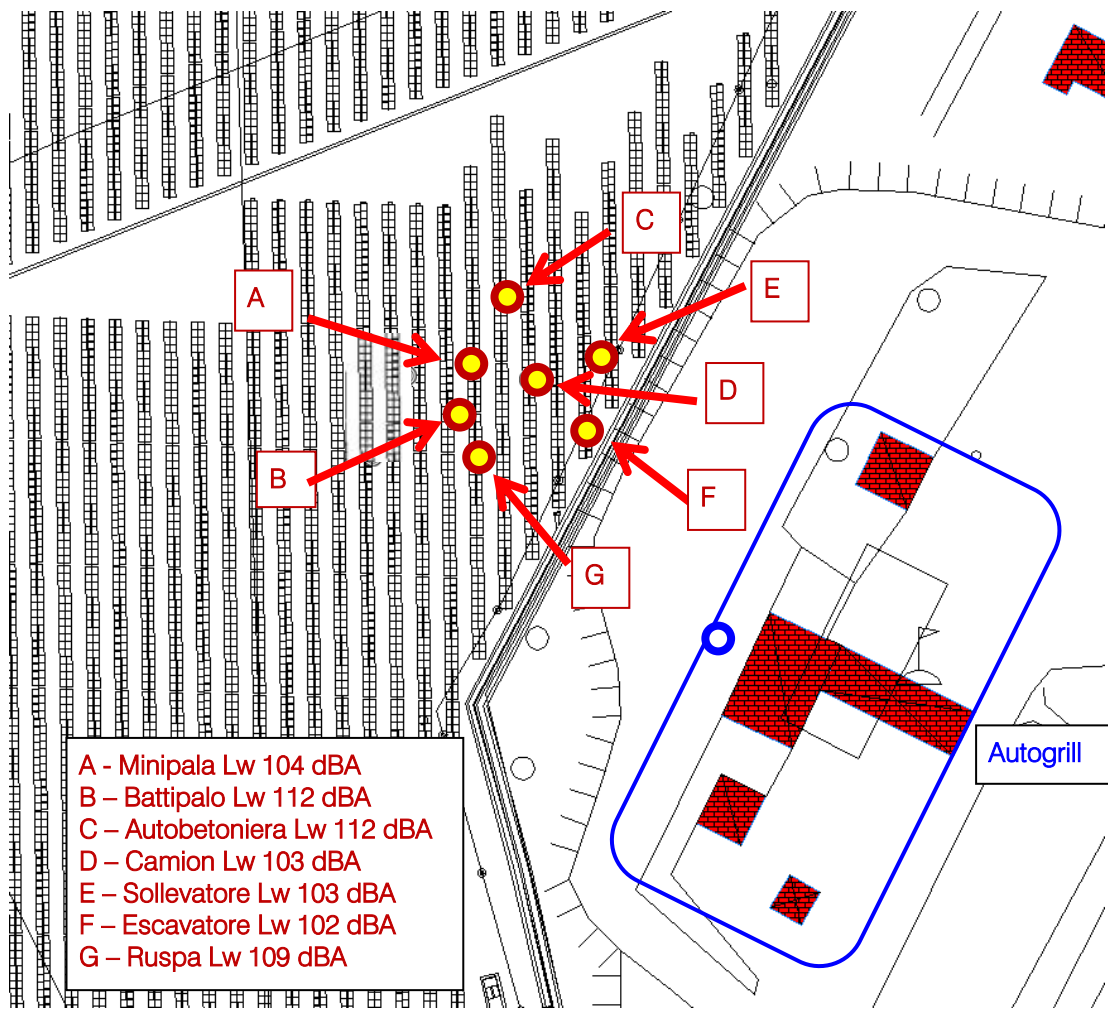 C
E
A
D
B
F
G
Autogrill
A - Minipala Lw 104 dBA
B – Battipalo Lw 112 dBA
C – Autobetoniera Lw 112 dBA
D – Camion Lw 103 dBA
E – Sollevatore Lw 103 dBA
F – Escavatore Lw 102 dBA
G – Ruspa Lw 109 dBA